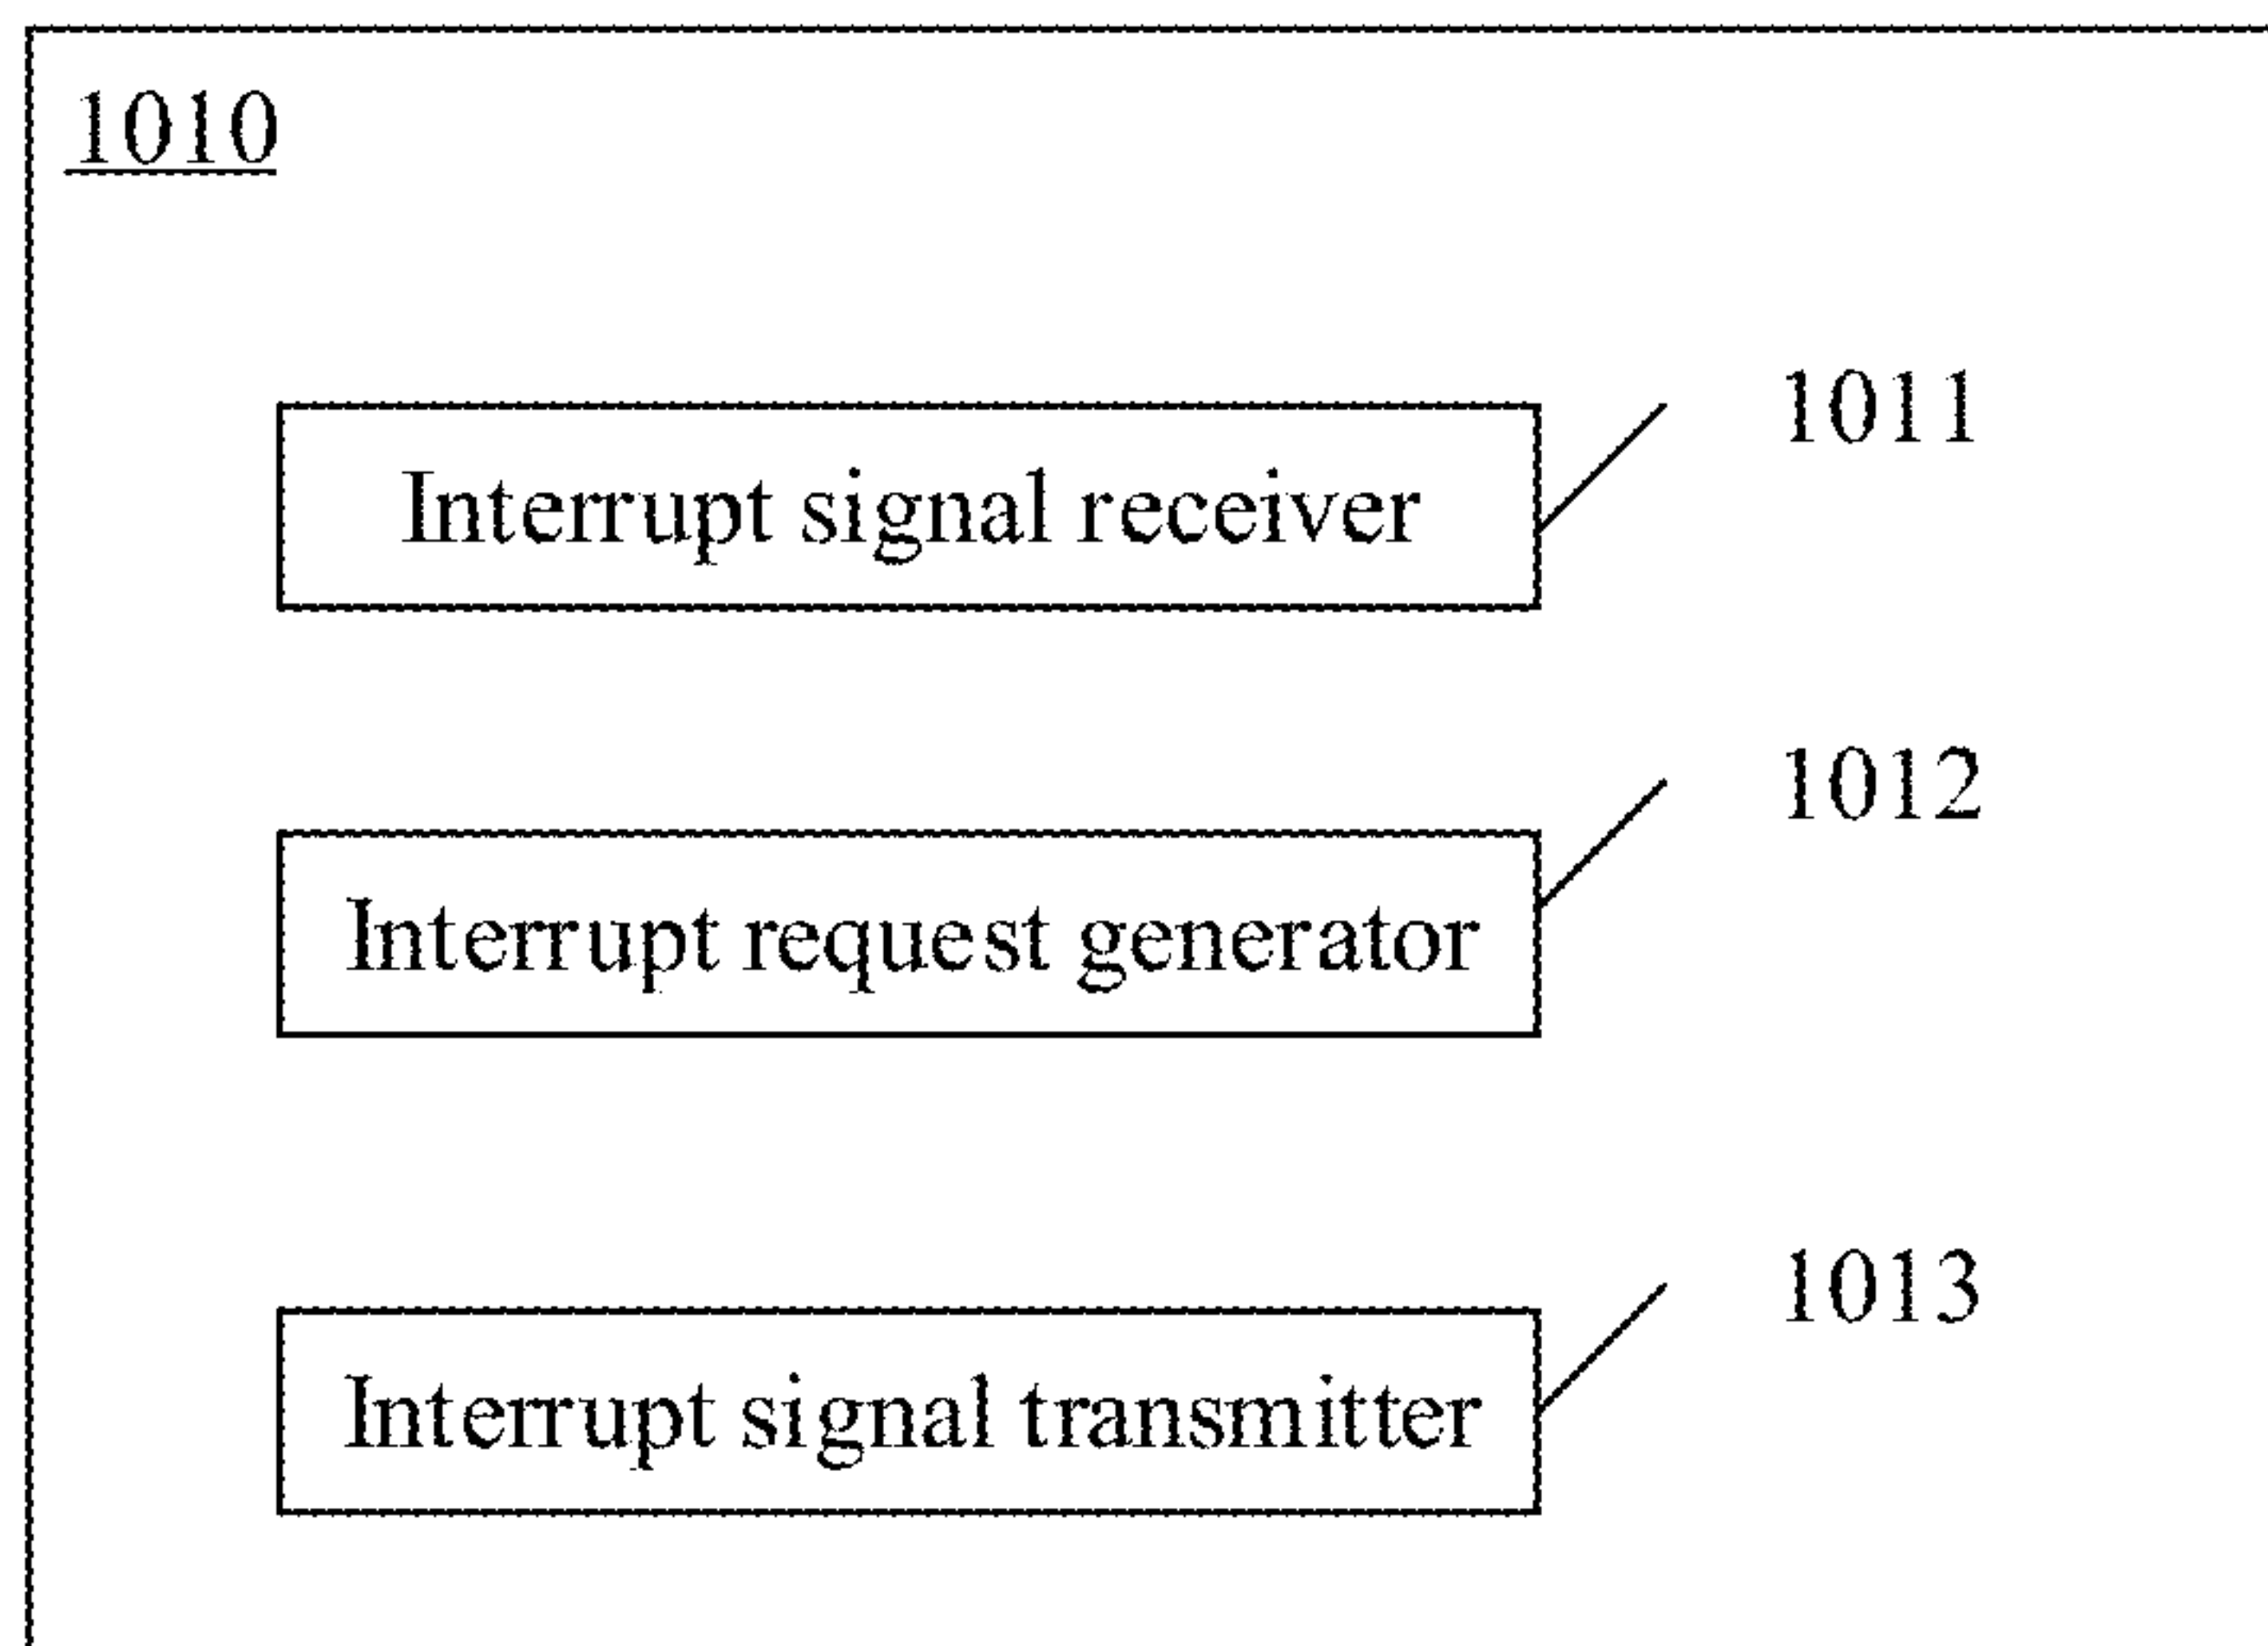 1010
1011
Interrupt signal receiver
1012
Interrupt request generator
1013
Interrupt signal transmitter